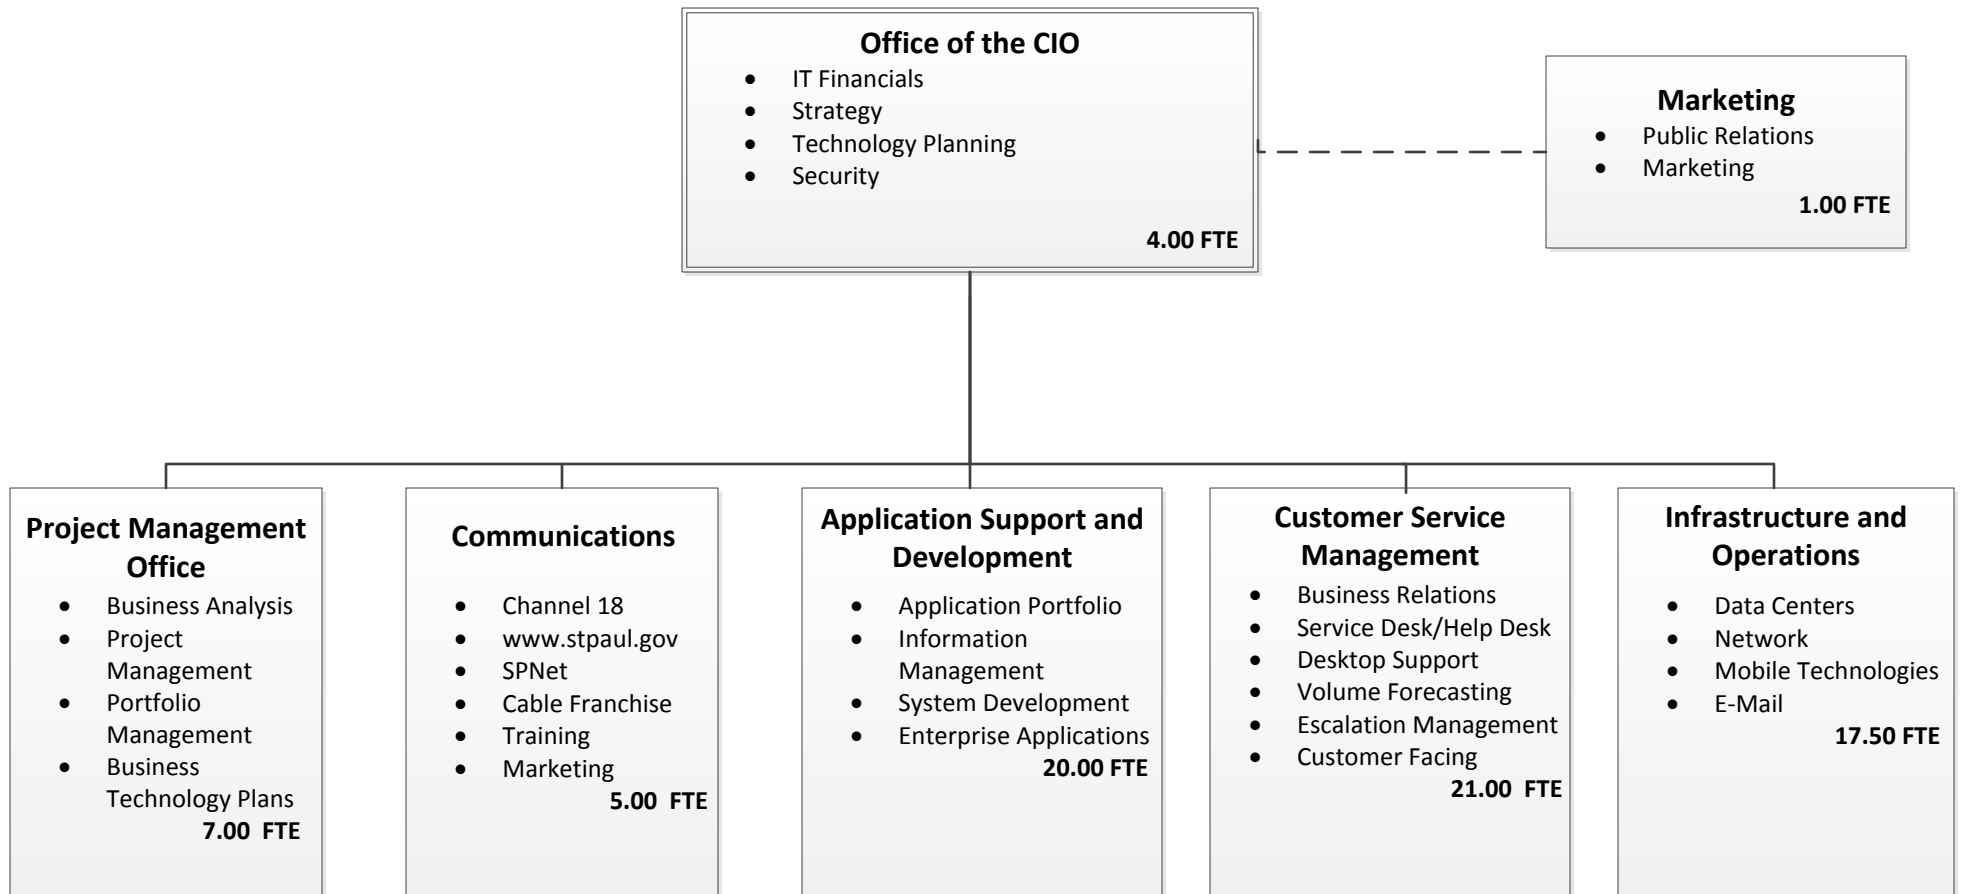 Office of the CIO
• IT Financials
• Strategy
• Technology Planning
• Security
4.00 FTE
Marketing
• Public Relations
• Marketing
1.00 FTE
Project Management
Office
• Business Analysis
• Project
Management
• Portfolio
Management
• Business
Technology Plans
7.00 FTE
Communications
• Channel 18
• www.stpaul.gov
• SPNet
• Cable Franchise
• Training
• Marketing
5.00 FTE
Application Support and
Development
• Application Portfolio
• Information
Management
• System Development
• Enterprise Applications
20.00 FTE
Customer Service
Management
• Business Relations
• Service Desk/Help Desk
• Desktop Support
• Volume Forecasting
• Escalation Management
• Customer Facing
21.00 FTE
Infrastructure and
Operations
• Data Centers
• Network
• Mobile Technologies
• E-Mail
17.50 FTE